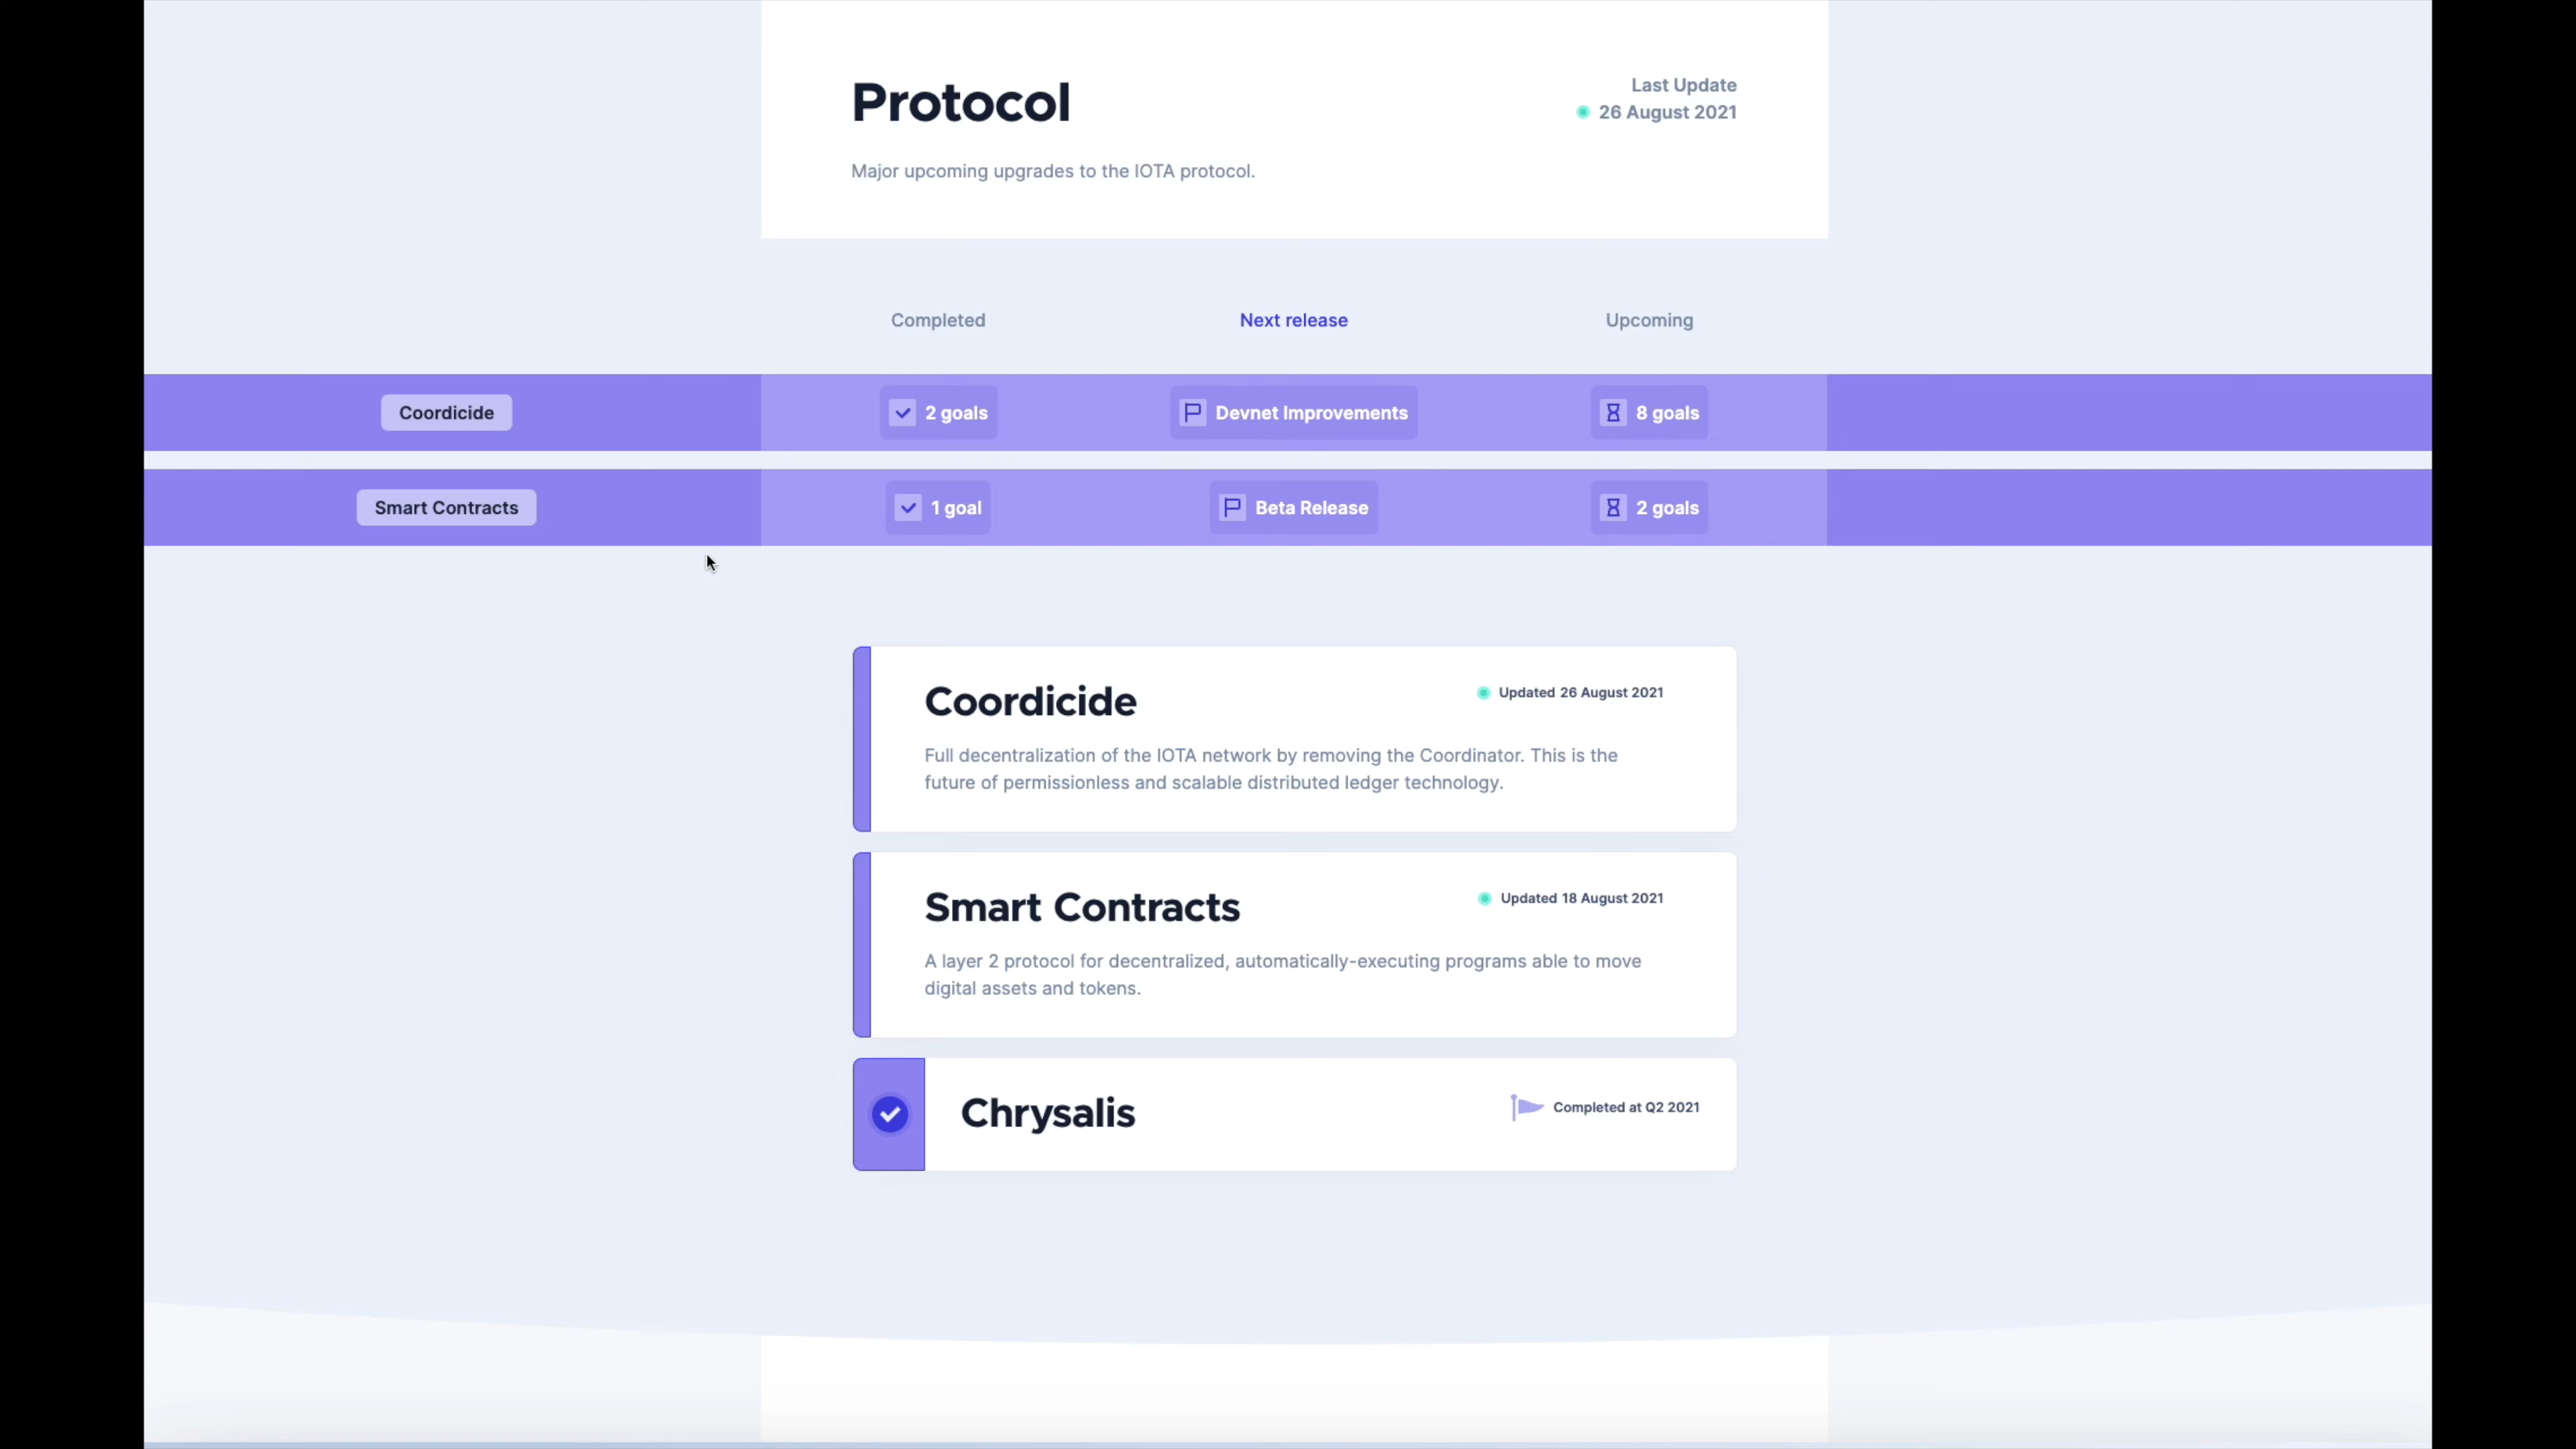 Protocol
Last Update
26 August 2021
Major upcoming upgrades to the IOTA protocol.
Completed
Next release
Upcoming
Coordicide
2 goals
Devnet Improvements
8 goals
Smart Contracts
1 goal
Beta Release
2 goals
Coordicide
Updated 26 August 2021
Full decentralization of the IOTA network by removing the Coordinator. This is the
future of permissionless and scalable distributed ledger technology.
Smart Contracts
Updated 18 August 2021
A layer 2 protocol for decentralized, automatically-executing programs able to move
digital assets and tokens.
Chrysalis
Completed at Q2 2021